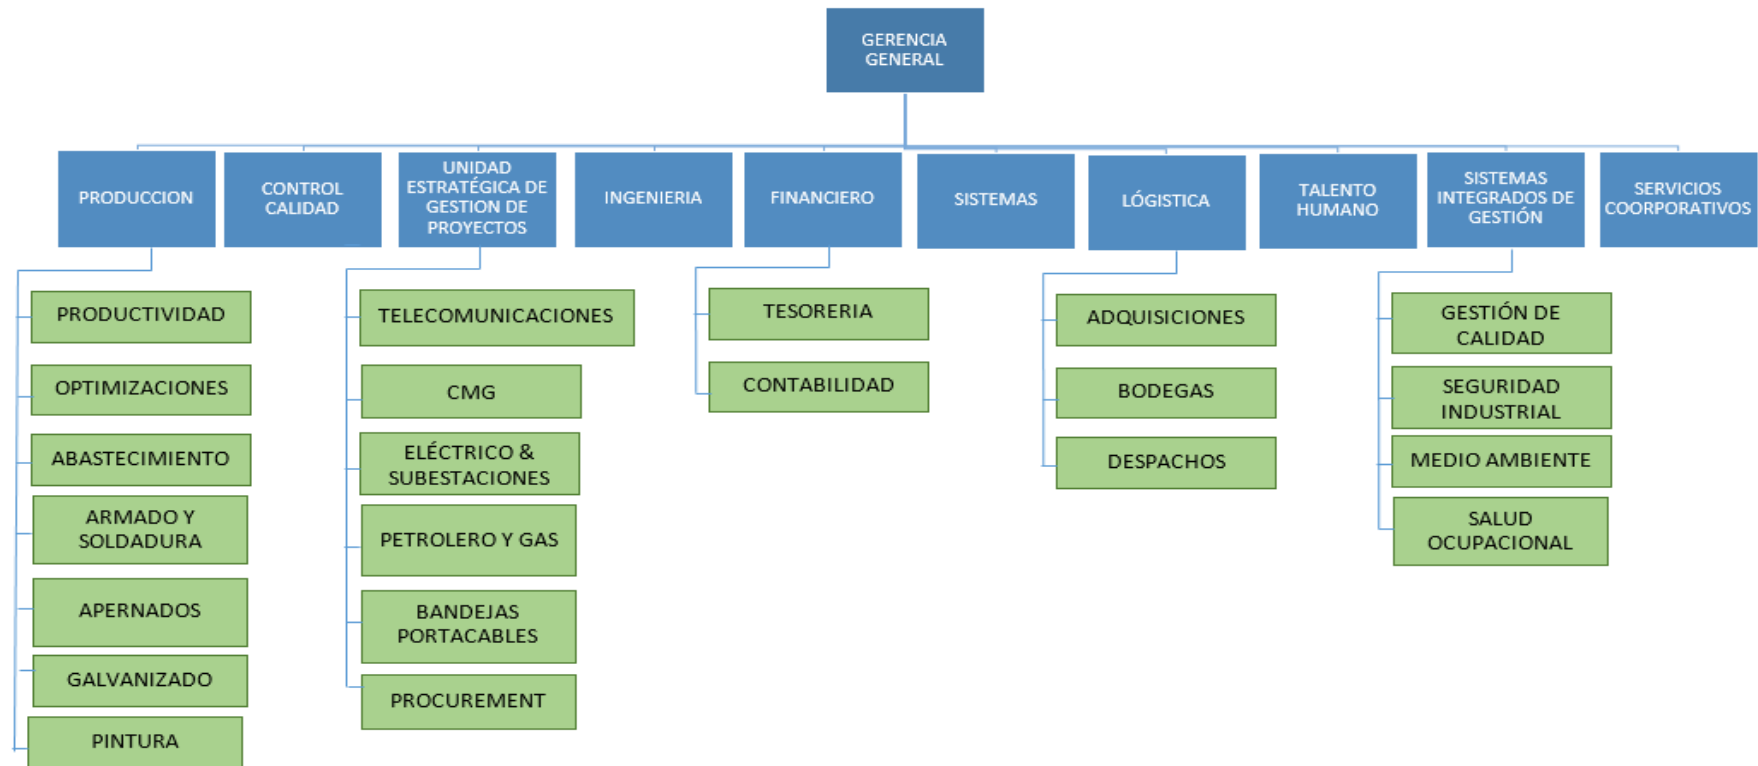 GERENCIA
GENERAL
PRODUCCION
CONTROL
CALIDAD
UNIDAD
ESTRATÉGICA DE
GESTION DE
PROYECTOS
INGENIERIA
FINANCIERO
SISTEMAS
LÓGISTICA
TALENTO
HUMANO
SISTEMAS
INTEGRADOS DE
GESTIÓN
SERVICIOS
COORPORATIVOS
PRODUCTIVIDAD
OPTIMIZACIONES
ABASTECIMIENTO
ARMADO Y
SOLDADURA
APERNADOS
GALVANIZADO
PINTURA
TELECOMUNICACIONES
CMG
ELÉCTRICO &
SUBESTACIONES
PETROLERO Y GAS
BANDEJAS
PORTACABLES
PROCUREMENT
TESORERIA
CONTABILIDAD
ADQUISICIONES
BODEGAS
DESPACHOS
GESTIÓN DE
CALIDAD
SEGURIDAD
INDUSTRIAL
MEDIO AMBIENTE
SALUD
OCUPACIONAL